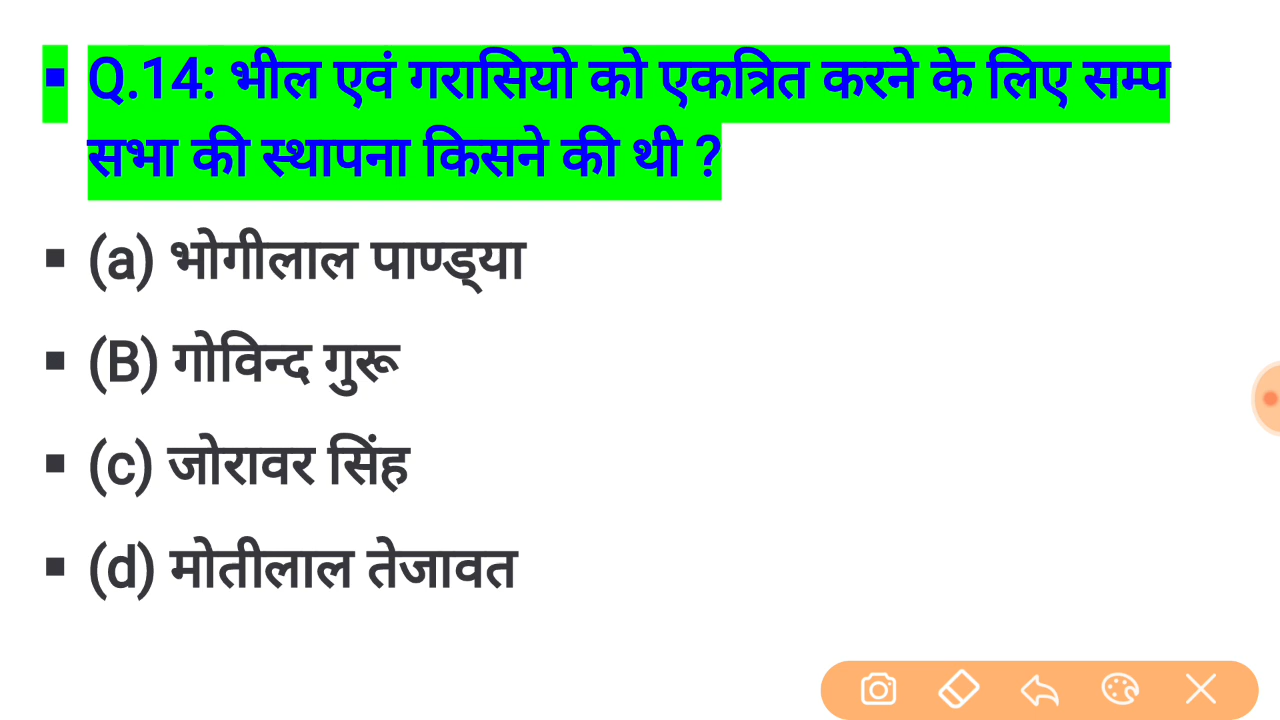 ▪ Q.14: भील एवं गरासियो को एकत्रित करने के लिए सम्प
सभा की स्थापना किसने की थी ?
▪ (a) भोगीलाल पाण्ड्या
▪ (B) गोविन्द गुरू
▪ (c) जोरावर सिंह
▪ (d) मोतीलाल तेजावत